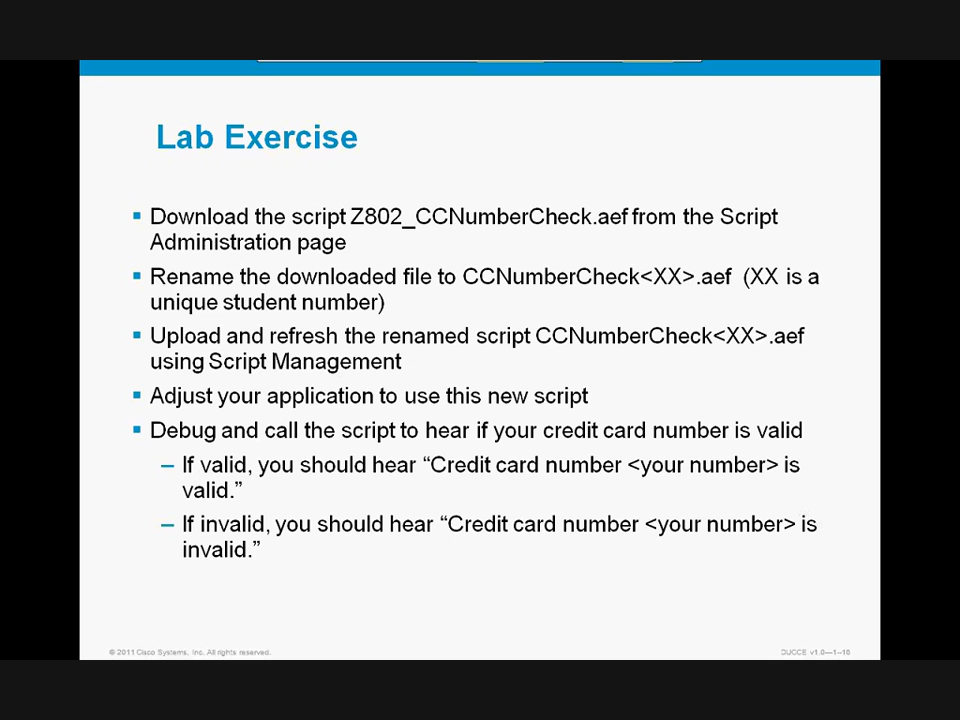 Lab Exercise
Download the script Z802_CCNumberCheck.aef from the Script
Administration page
Rename the downloaded file to CCNumberCheck<XX>.aef (XX is a
unique student number)
Upload and refresh the renamed script CCNumberCheck<XX>.aef
using Script Management
Adjust your application to use this new script
Debug and call the script to hear if your credit card number is valid
– If valid, you should hear “Credit card number <your number> is
valid.”
– If invalid, you should hear “Credit card number <your number> is
invalid.”
© 2011 Cisco Systems, Inc. All rights reserved.
DUCCE v1.0—1--16